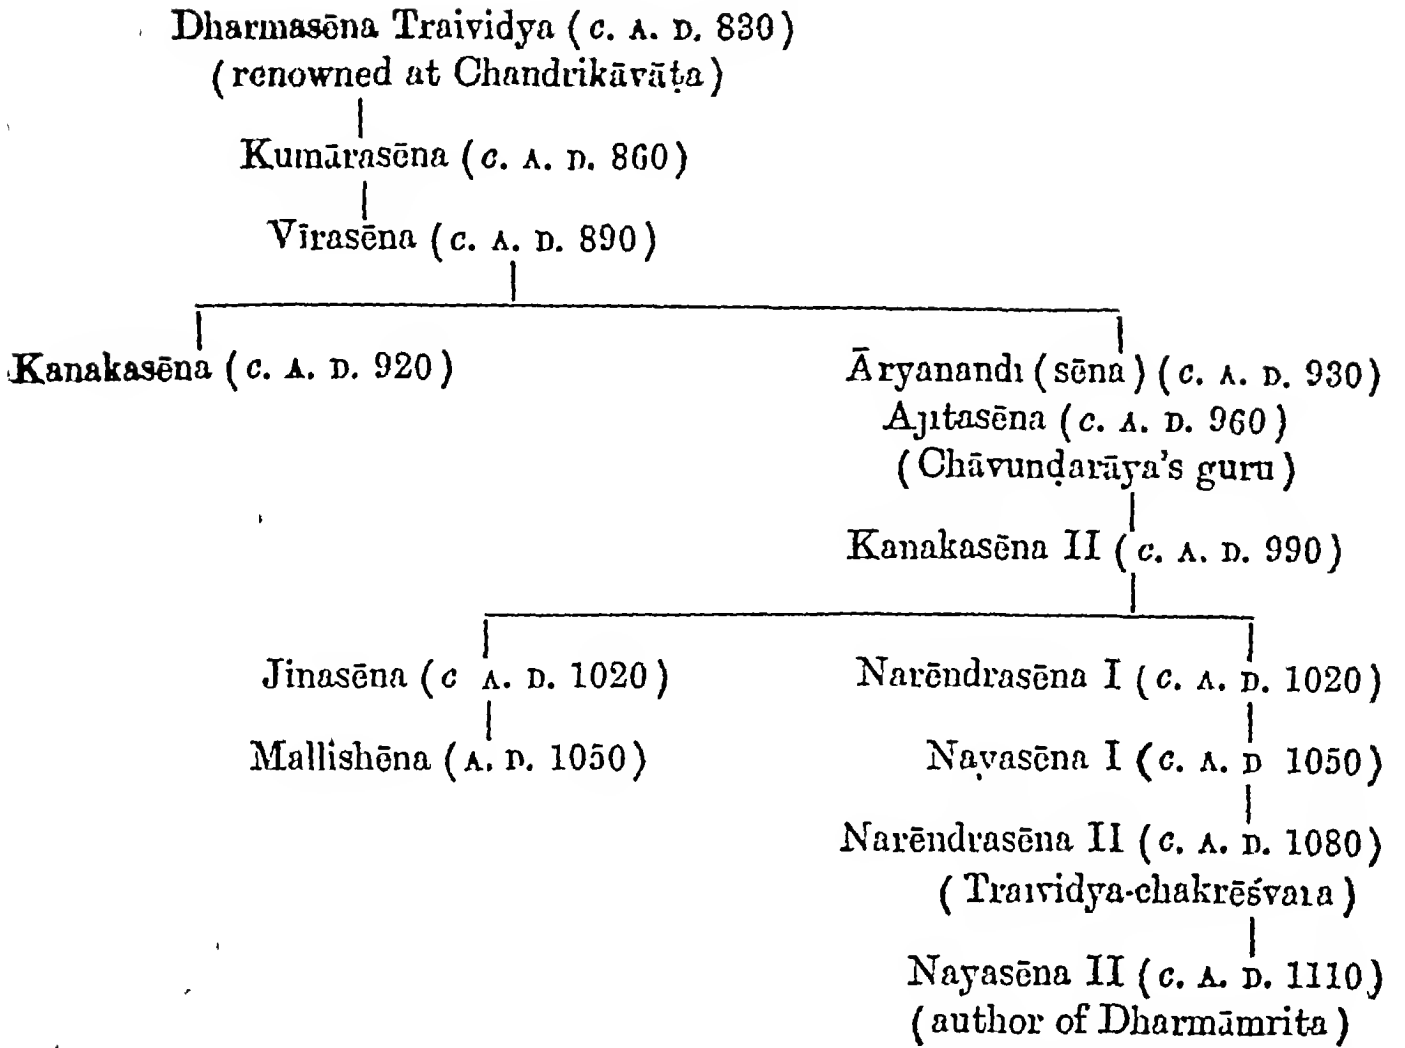 Dharmasēna Traividya (c. A. D. 830)
(renowned at Chandrikāvāṭa)
Kumārasēna (c. A. D. 860)
Vīrasēna (c. A. D. 890)
Kanakasēna (c. A. D. 920)
Āryanandi (sēna) (c. A. D. 930)
Ajitasēna (c. A. D. 960)
(Chāvuṇḍarāya's guru)
Kanakasēna II (c. A. D. 990)
Jinasēna (c A. D. 1020)
Narēndrasēna I (c. A. D. 1020)
Mallishēna (A. D. 1050)
Nayasēna I (c. A. D 1050)
Narēndrasēna II (c. A. D. 1080)
(Traividya-chakrēśvara)
Nayasēna II (c. A. D. 1110)
(author of Dharmāmrita)